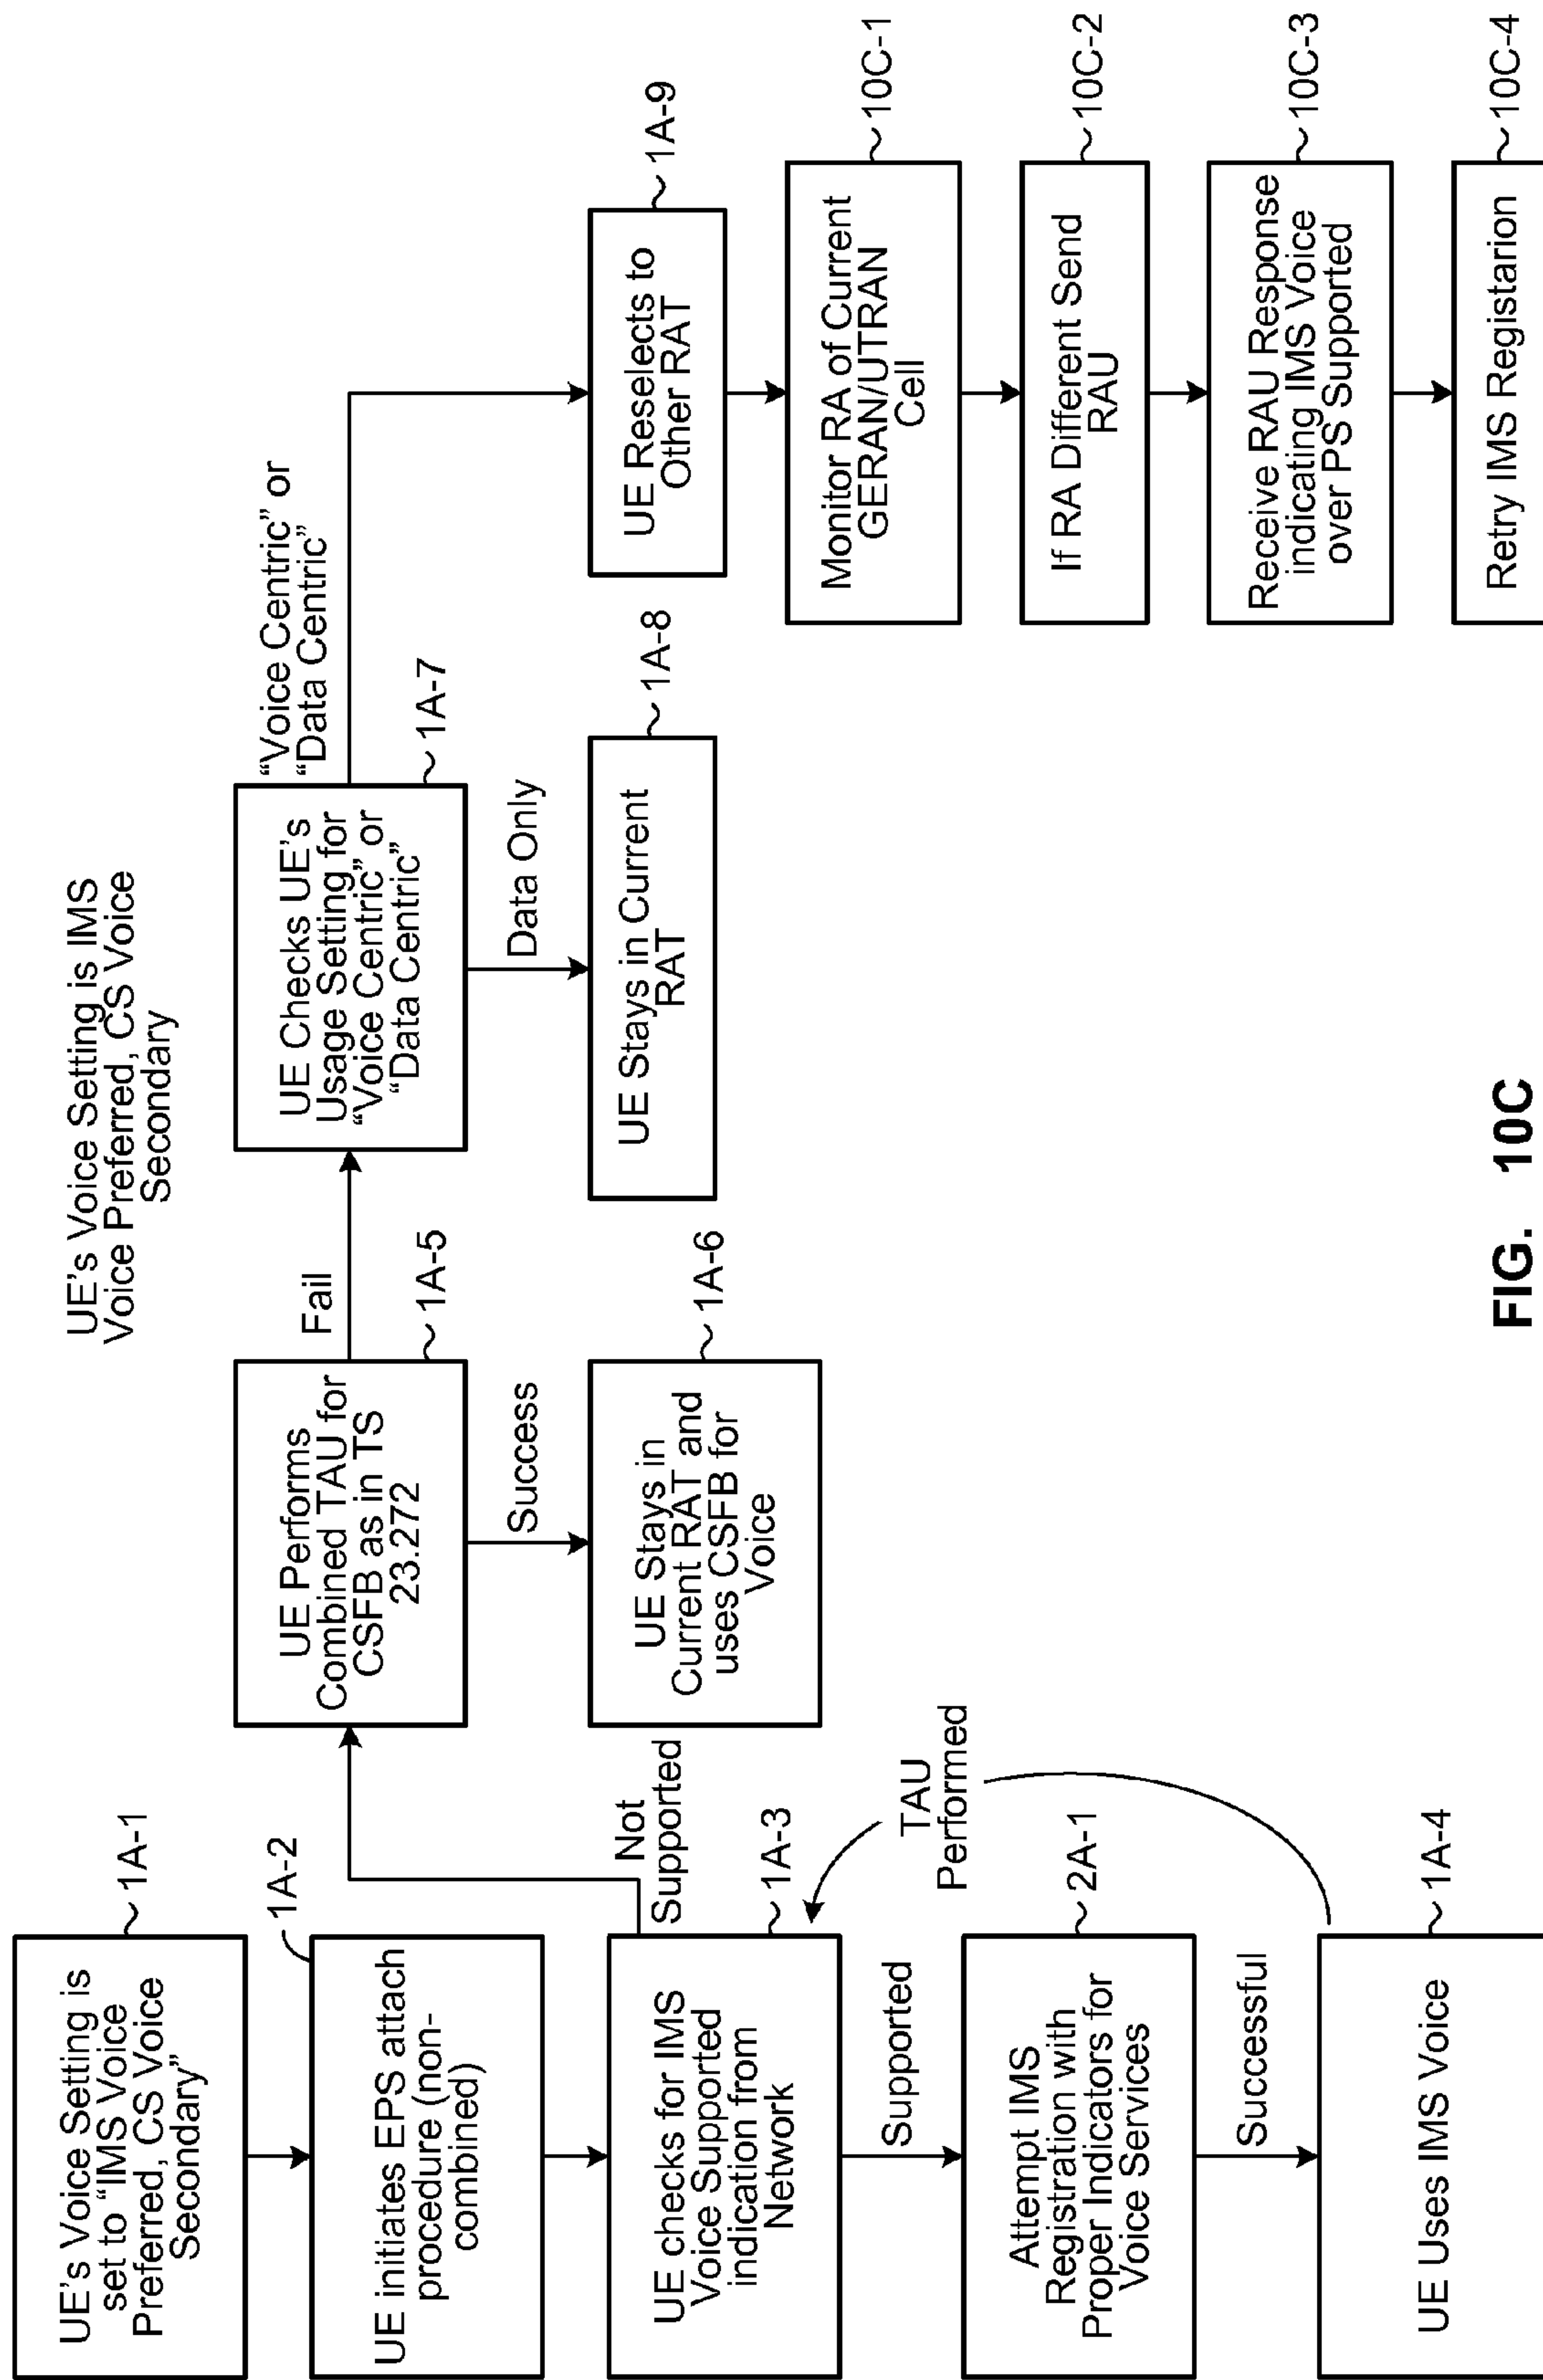 UE's Voice Setting is IMS
Voice Preferred, CS Voice
Secondary
UE's Voice Setting is
set to “IMS Voice
Preferred, CS Voice
Secondary”
1A-1
UE initiates EPS attach
procedure (non-
combined)
1A-2
UE checks for IMS
Voice Supported
indication from
Network
1A-3
Not
Supported
Supported
Attempt IMS
Registration with
Proper Indicators for
Voice Services
2A-1
TAU
Performed
Successful
UE Uses IMS Voice
1A-4
UE Performs
Combined TAU for
CSFB as in TS
23.272
1A-5
Fail
Success
UE Stays in
Current RAT and
uses CSFB for
Voice
1A-6
UE Checks UE's
Usage Setting for
“Voice Centric” or
“Data Centric”
1A-7
Data Only
UE Stays in Current
RAT
1A-8
“Voice Centric” or
“Data Centric”
UE Reselects to
Other RAT
1A-9
Monitor RA of Current
GERAN/UTRAN
Cell
10C-1
If RA Different Send
RAU
10C-2
Receive RAU Response
indicating IMS Voice
over PS Supported
10C-3
Retry IMS Registarion
10C-4
FIG. 10C